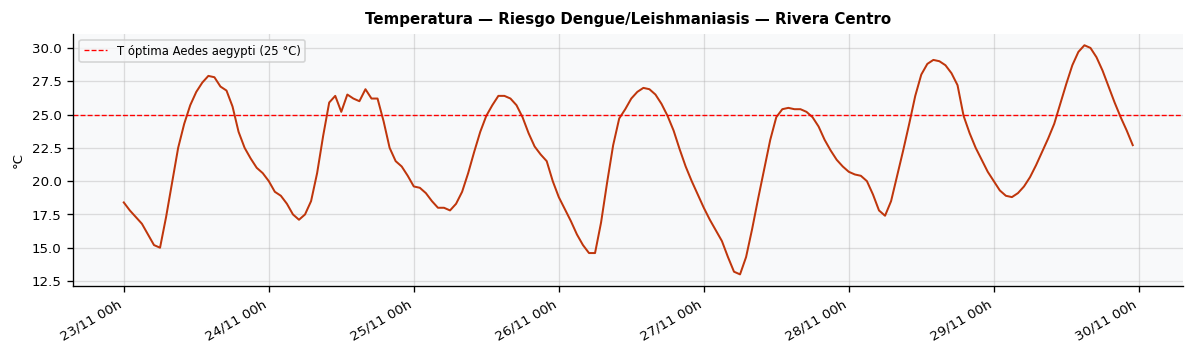 Temperatura — Riesgo Dengue/Leishmaniasis — Rivera Centro
T óptima Aedes aegypti (25 °C)
°C
30.0
27.5
25.0
22.5
20.0
17.5
15.0
12.5
23/11 00h
24/11 00h
25/11 00h
26/11 00h
27/11 00h
28/11 00h
29/11 00h
30/11 00h